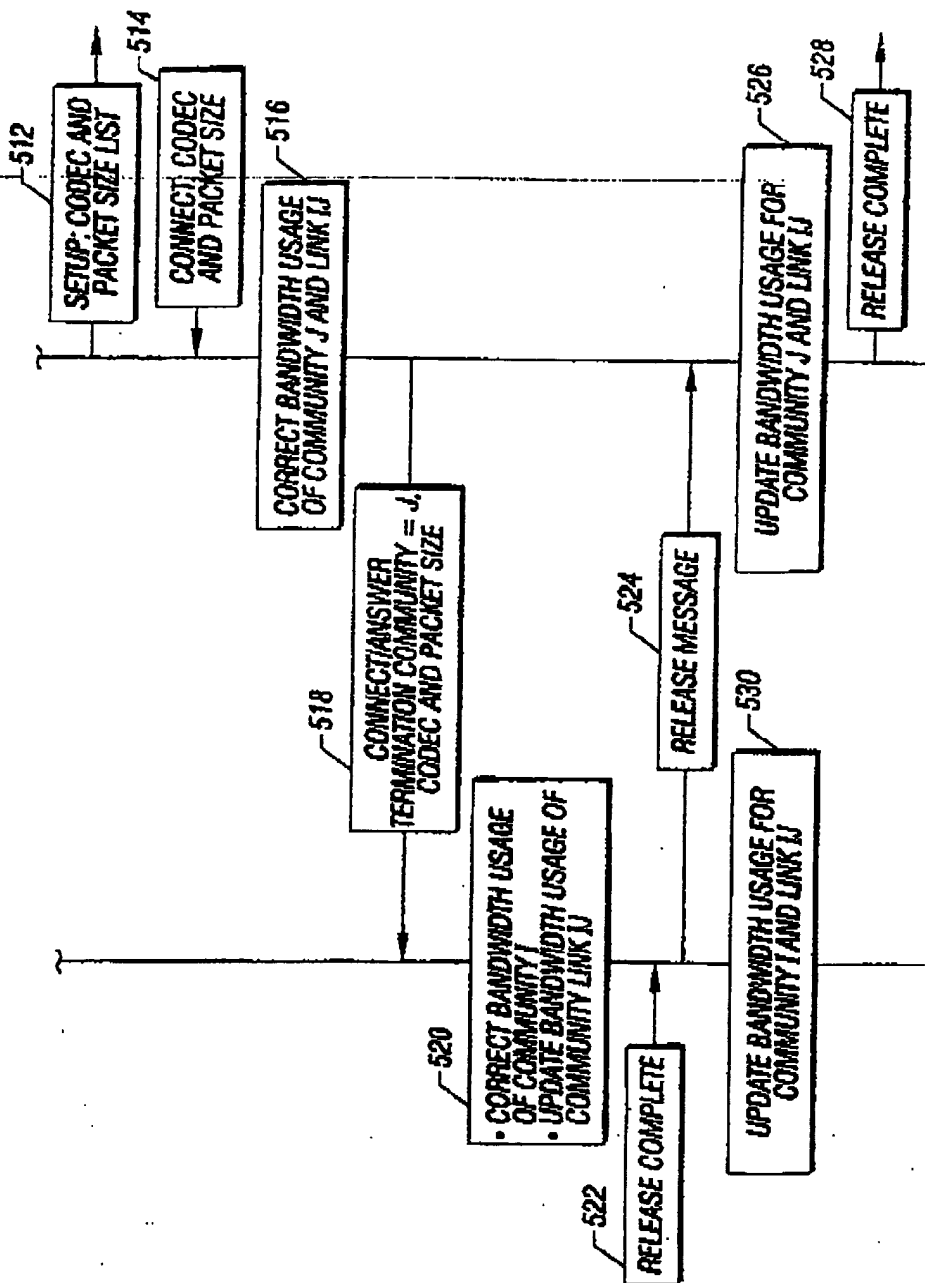 512
SETUP: CODEC AND
PACKET SIZE LIST
514
CONNECT, CODEC
AND PACKET SIZE
516
CORRECT BANDWIDTH USAGE
OF COMMUNITY J AND LINK IJ
518
CONNECT/ANSWER
TERMINATION COMMUNITY = J,
CODEC AND PACKET SIZE
520
• CORRECT BANDWIDTH USAGE
OF COMMUNITY I
• UPDATE BANDWIDTH USAGE OF
COMMUNITY LINK IJ
522
RELEASE COMPLETE
524
RELEASE MESSAGE
526
UPDATE BANDWIDTH USAGE FOR
COMMUNITY J AND LINK IJ
528
RELEASE COMPLETE
530
UPDATE BANDWIDTH USAGE FOR
COMMUNITY I AND LINK IJ